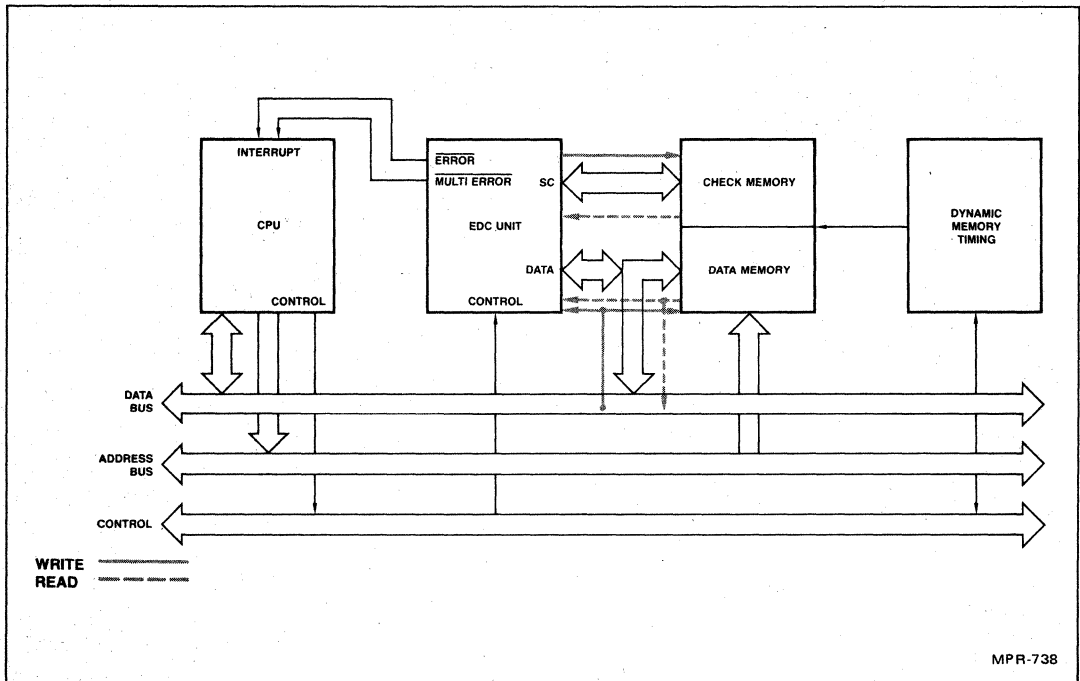 INTERRUPT
CPU
CONTROL
ERROR
MULTI ERROR
SC
EDC UNIT
DATA
CONTROL
CHECK MEMORY
DATA MEMORY
DYNAMIC
MEMORY
TIMING
DATA
BUS
ADDRESS
BUS
CONTROL
WRITE
READ
MPR-738